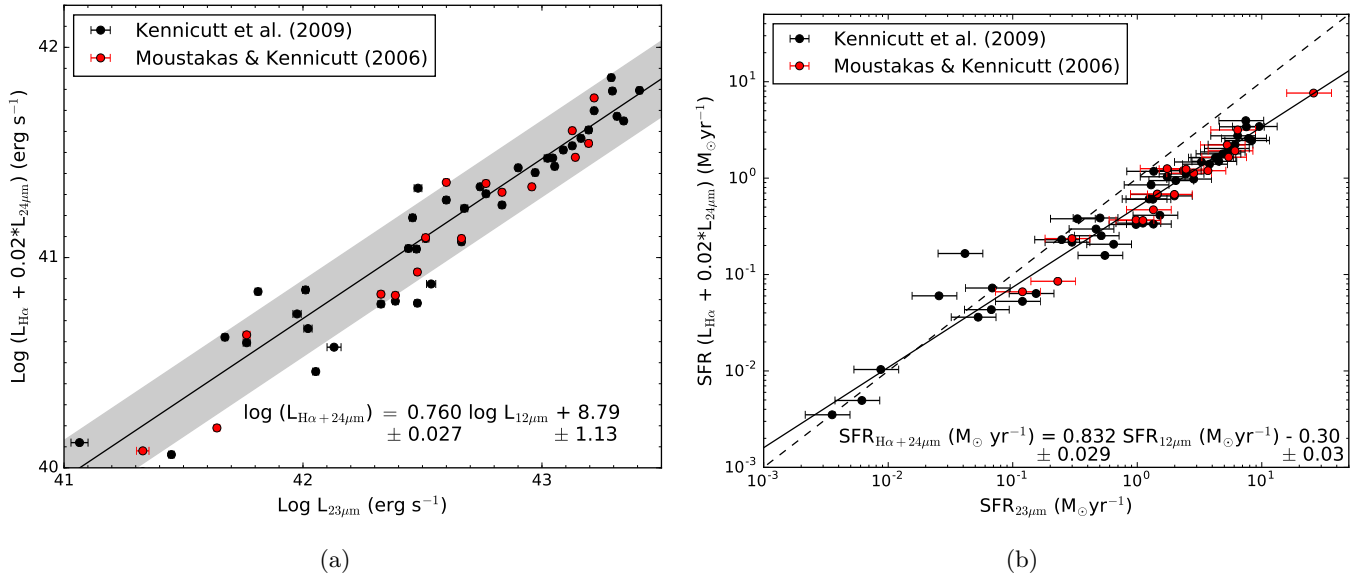 Kennicutt et al. (2009)
Moustakas & Kennicutt (2006)
42
41
40
Log (L_Hα + 0.02*L_24μm) (erg s⁻¹)
log (L_Hα+24μm) = 0.760 log L_12μm + 8.79
± 0.027 ± 1.13
41 42 43
Log L_23μm (erg s⁻¹)
(a)
Kennicutt et al. (2009)
Moustakas & Kennicutt (2006)
10¹
10⁰
10⁻¹
10⁻²
10⁻³
SFR (L_Hα + 0.02*L_24μm) (M_⊙yr⁻¹)
SFR_Hα+24μm (M_⊙ yr⁻¹) = 0.832 SFR_12μm (M_⊙yr⁻¹) - 0.30
± 0.029 ± 0.03
10⁻³ 10⁻² 10⁻¹ 10⁰ 10¹
SFR_23μm (M_⊙yr⁻¹)
(b)